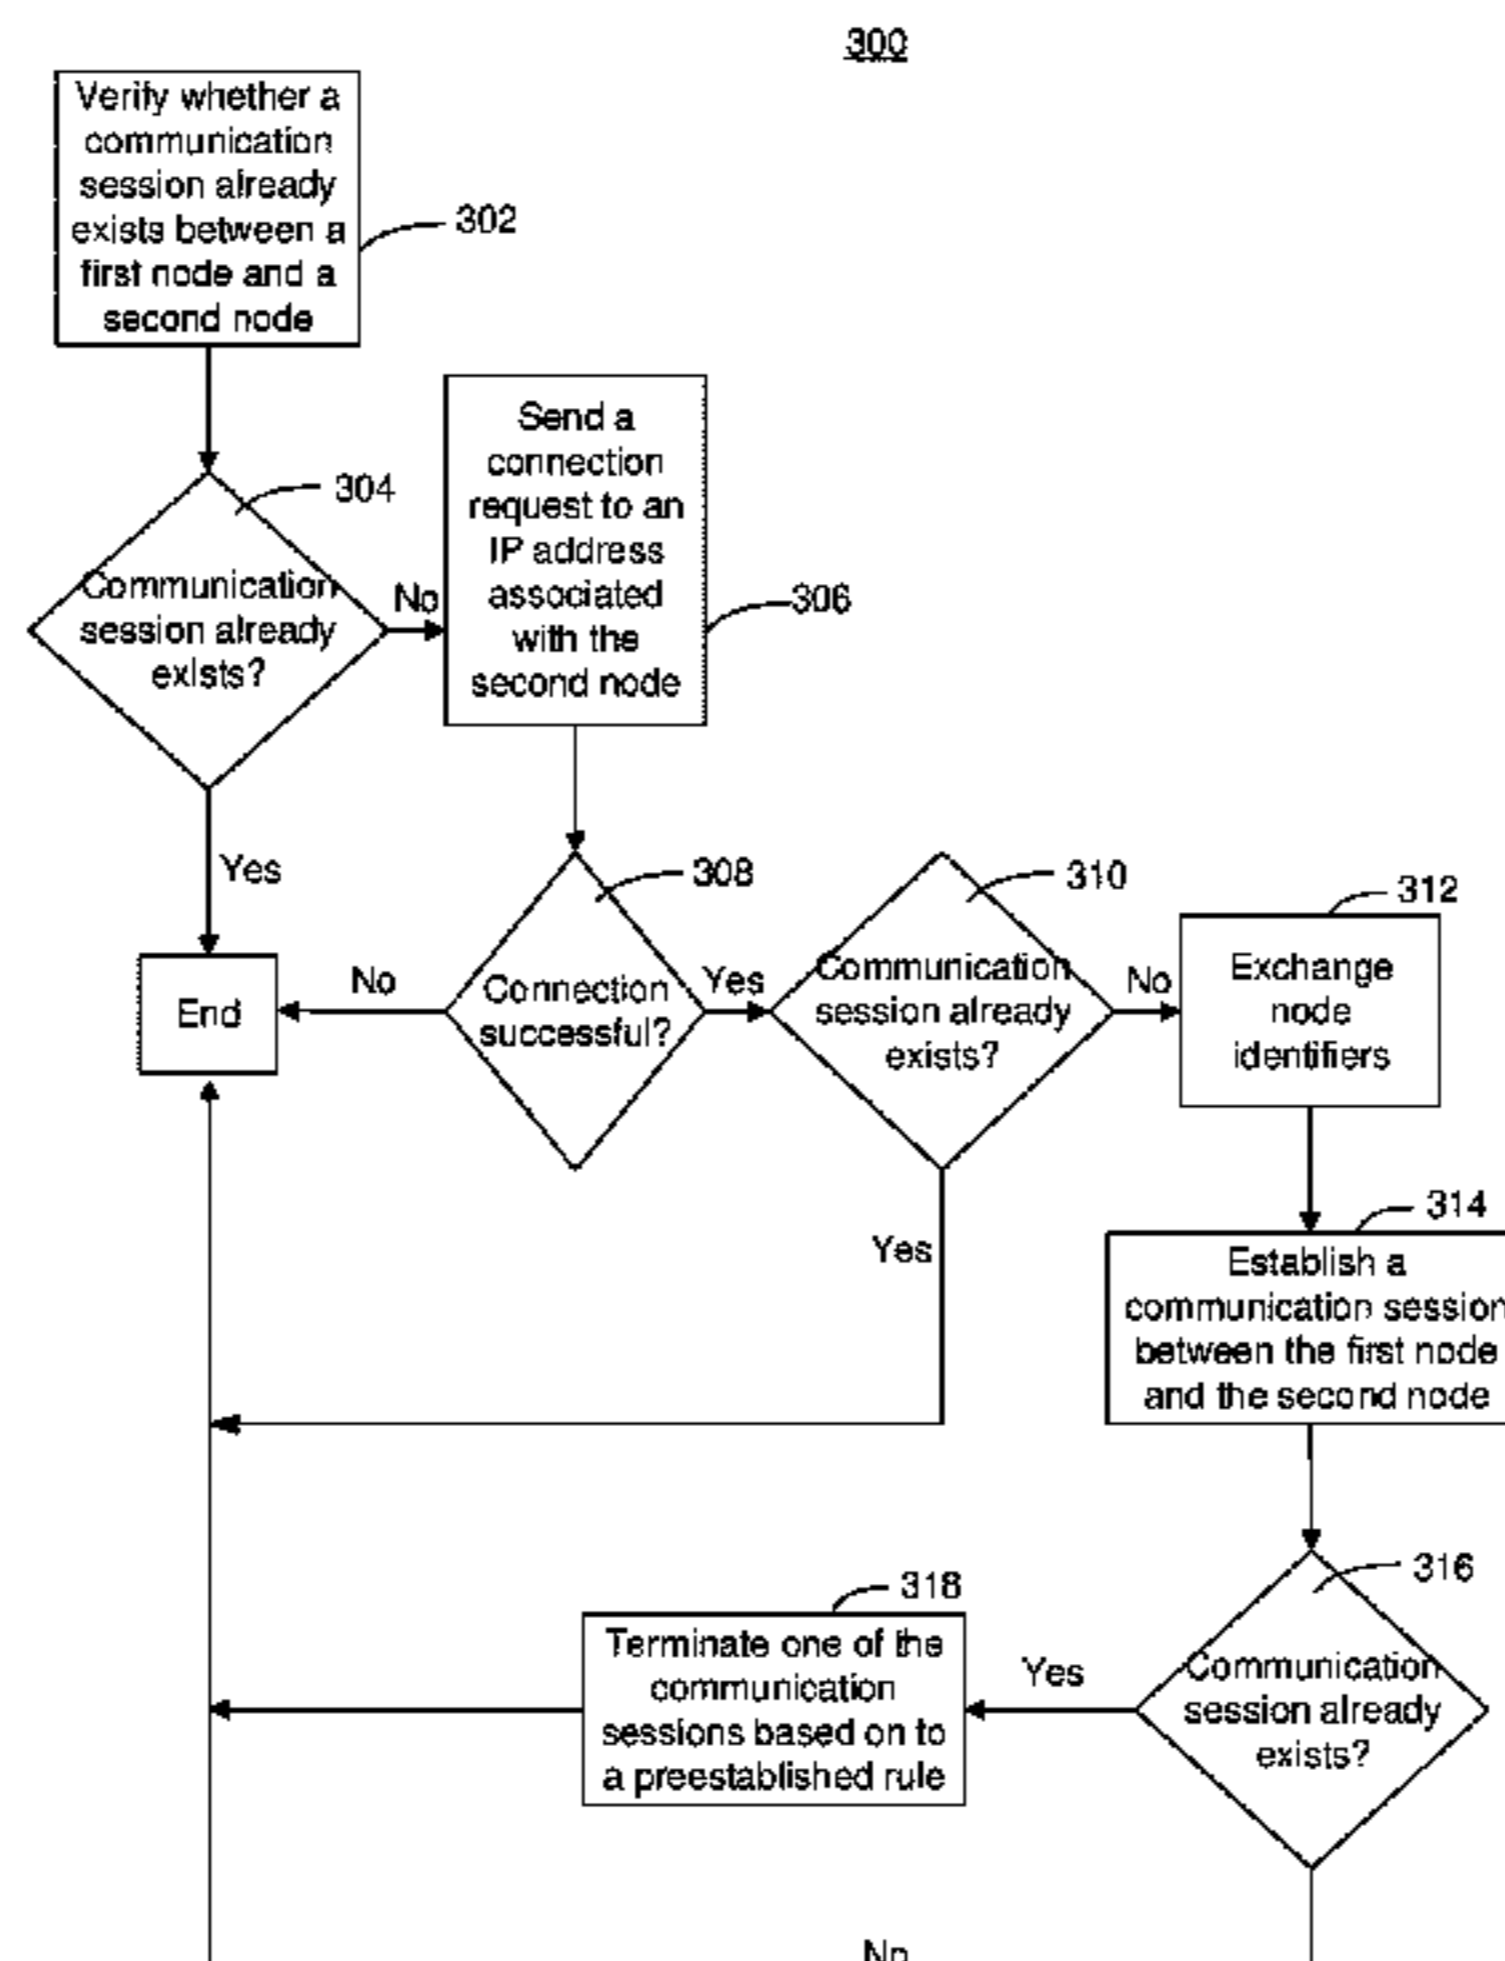 300
Verify whether a
communication
session already
exists between a
first node and a
second node
302
304
Communication
session already
exists?
No
Send a
connection
request to an
IP address
associated
with the
second node
306
Yes
End
No
Connection
successful?
308
Yes
Communication
session already
exists?
310
No
312
Exchange
node
identifiers
Yes
314
Establish a
communication session
between the first node
and the second node
316
Communication
session already
exists?
Yes
318
Terminate one of the
communication
sessions based on to
a preestablished rule
No